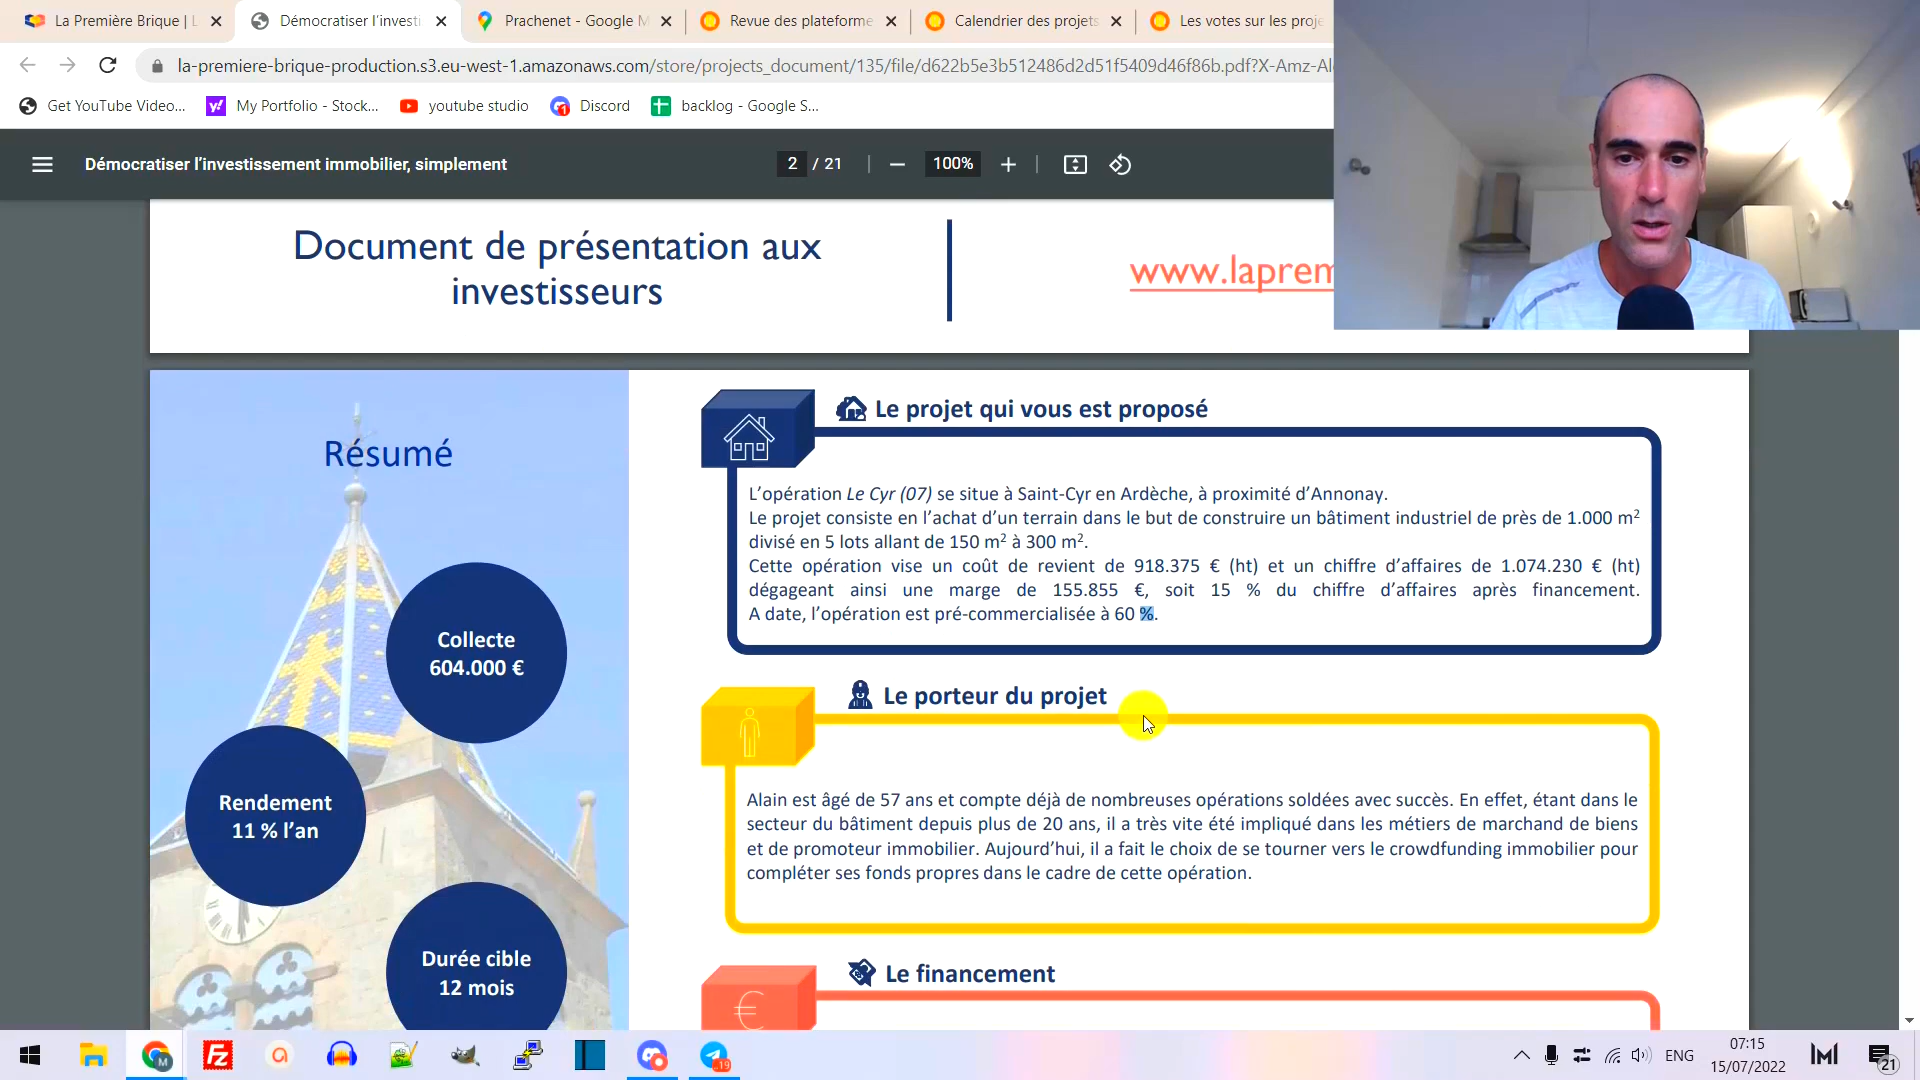 La Première Brique | L
Démocratiser l'investi
Prachenet - Google M
Revue des plateforme
Calendrier des projets
Les votes sur les proje
la-premiere-brique-production.s3.eu-west-1.amazonaws.com/store/projects_document/135/file/d622b5e3b512486d2d51f5409d46f86b.pdf?X-Amz-Al
Get YouTube Video...
My Portfolio - Stock...
youtube studio
Discord
backlog - Google S...
Démocratiser l'investissement immobilier, simplement
2 / 21
100%
Document de présentation aux
investisseurs
www.laprem
Résumé
Collecte
604.000 €
Rendement
11 % l'an
Durée cible
12 mois
Le projet qui vous est proposé
L'opération Le Cyr (07) se situe à Saint-Cyr en Ardèche, à proximité d'Annonay.
Le projet consiste en l'achat d'un terrain dans le but de construire un bâtiment industriel de près de 1.000 m²
divisé en 5 lots allant de 150 m² à 300 m².
Cette opération vise un coût de revient de 918.375 € (ht) et un chiffre d'affaires de 1.074.230 € (ht)
dégageant ainsi une marge de 155.855 €, soit 15 % du chiffre d'affaires après financement.
A date, l'opération est pré-commercialisée à 60 %.
Le porteur du projet
Alain est âgé de 57 ans et compte déjà de nombreuses opérations soldées avec succès. En effet, étant dans le
secteur du bâtiment depuis plus de 20 ans, il a très vite été impliqué dans les métiers de marchand de biens
et de promoteur immobilier. Aujourd'hui, il a fait le choix de se tourner vers le crowdfunding immobilier pour
compléter ses fonds propres dans le cadre de cette opération.
Le financement
€
ENG
07:15
15/07/2022
21